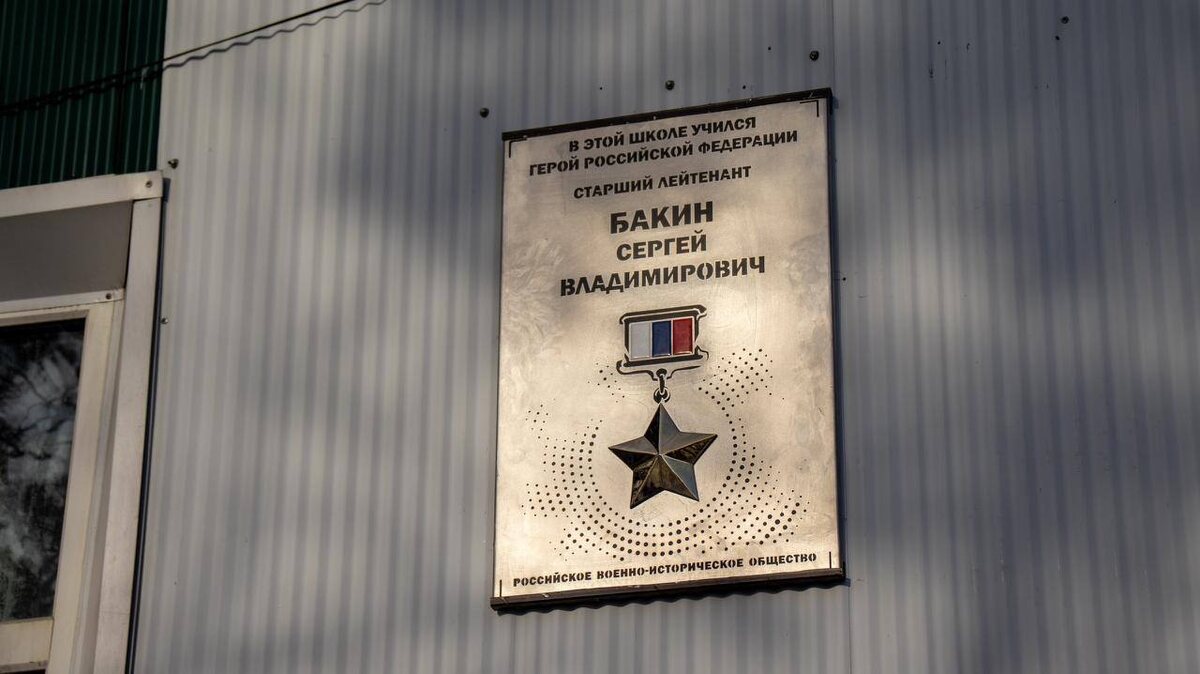 В ЭТОЙ ШКОЛЕ УЧИЛСЯ
ГЕРОЙ РОССИЙСКОЙ ФЕДЕРАЦИИ
СТАРШИЙ ЛЕЙТЕНАНТ
БАКИН
СЕРГЕЙ
ВЛАДИМИРОВИЧ
РОССИЙСКОЕ ВОЕННО-ИСТОРИЧЕСКОЕ ОБЩЕСТВО